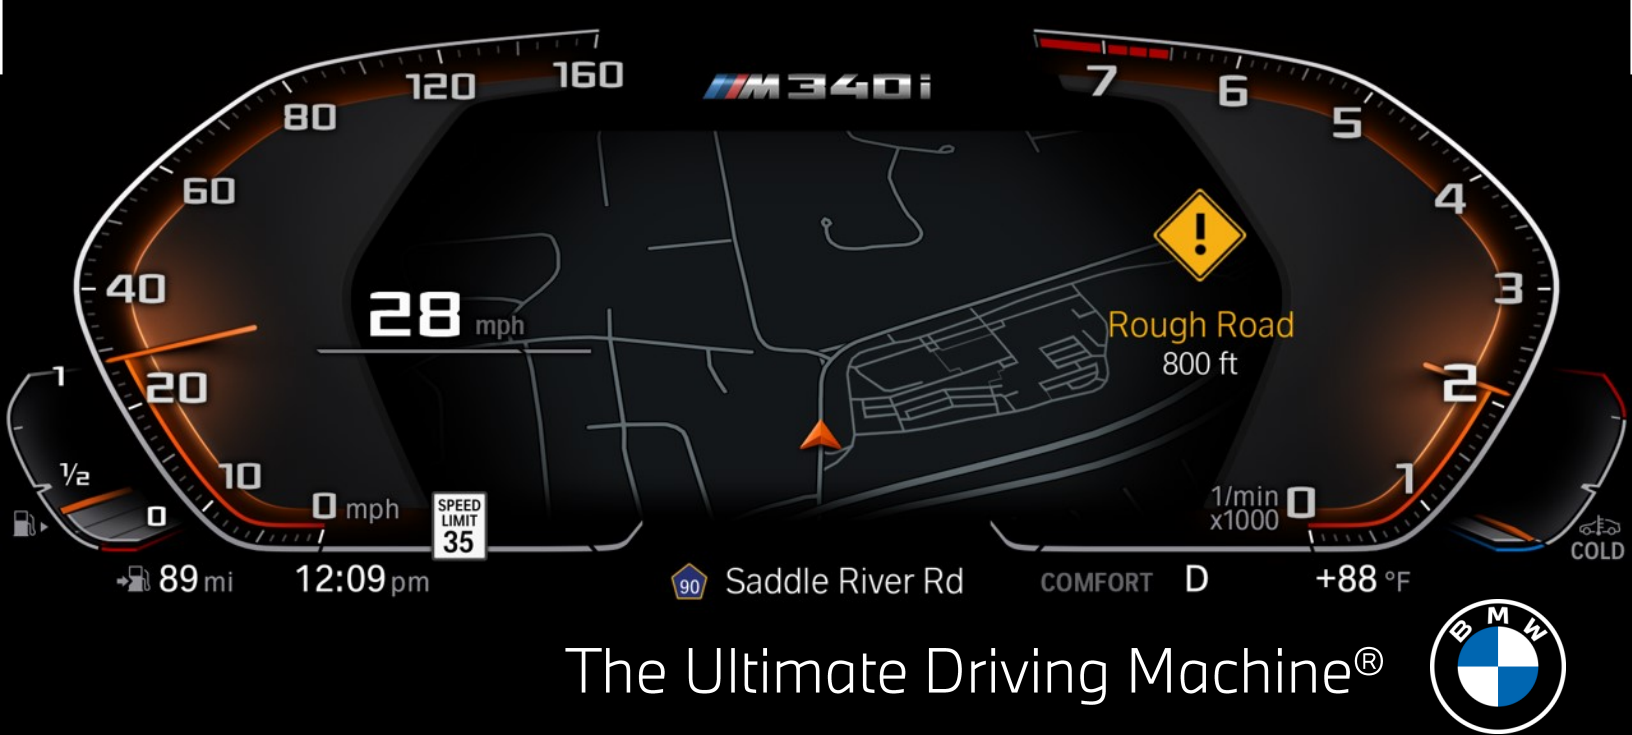 160
120
80
60
40
20
10
0 mph
M340i
7
6
5
4
3
2
1
0
1/min
x1000
28 mph
!
Rough Road
800 ft
1
1/2
0
SPEED
LIMIT
35
COLD
89 mi
12:09 pm
90 Saddle River Rd
COMFORT D
+88 °F
The Ultimate Driving Machine®
BMW